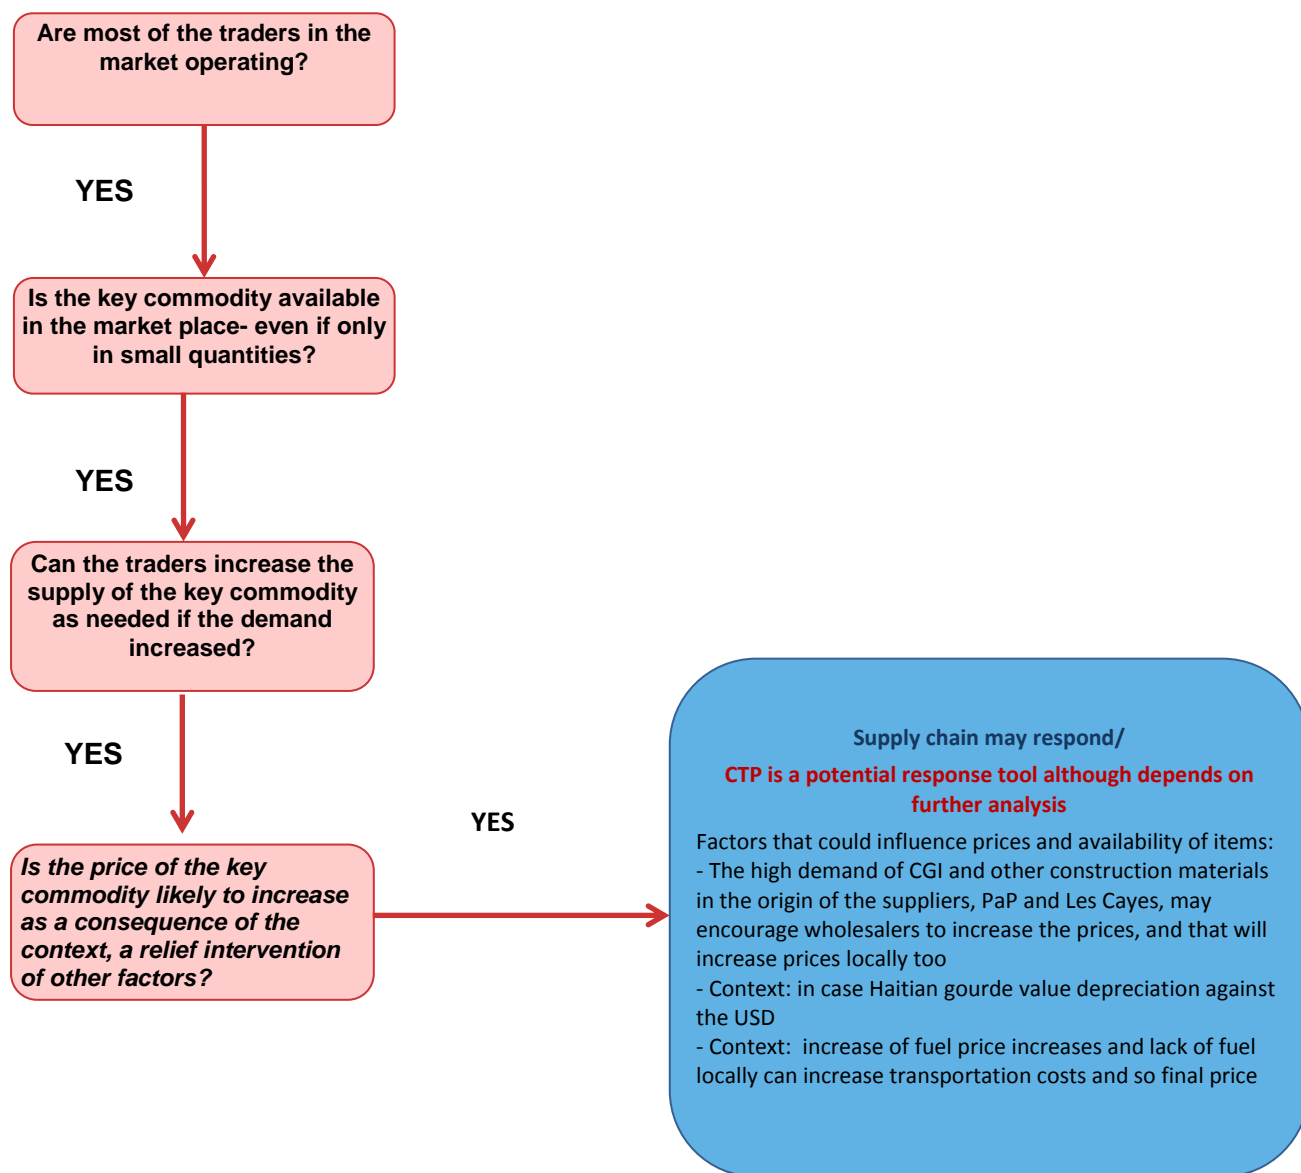 Are most of the traders in the
market operating?
YES
Is the key commodity available
in the market place- even if only
in small quantities?
YES
Can the traders increase the
supply of the key commodity
as needed if the demand
increased?
YES
Is the price of the key
commodity likely to increase
as a consequence of the
context, a relief intervention
of other factors?
YES
Supply chain may respond/
CTP is a potential response tool although depends on
further analysis
Factors that could influence prices and availability of items:
- The high demand of CGI and other construction materials
in the origin of the suppliers, PaP and Les Cayes, may
encourage wholesalers to increase the prices, and that will
increase prices locally too
- Context: in case Haitian gourde value depreciation against
the USD
- Context:  increase of fuel price increases and lack of fuel
locally can increase transportation costs and so final price